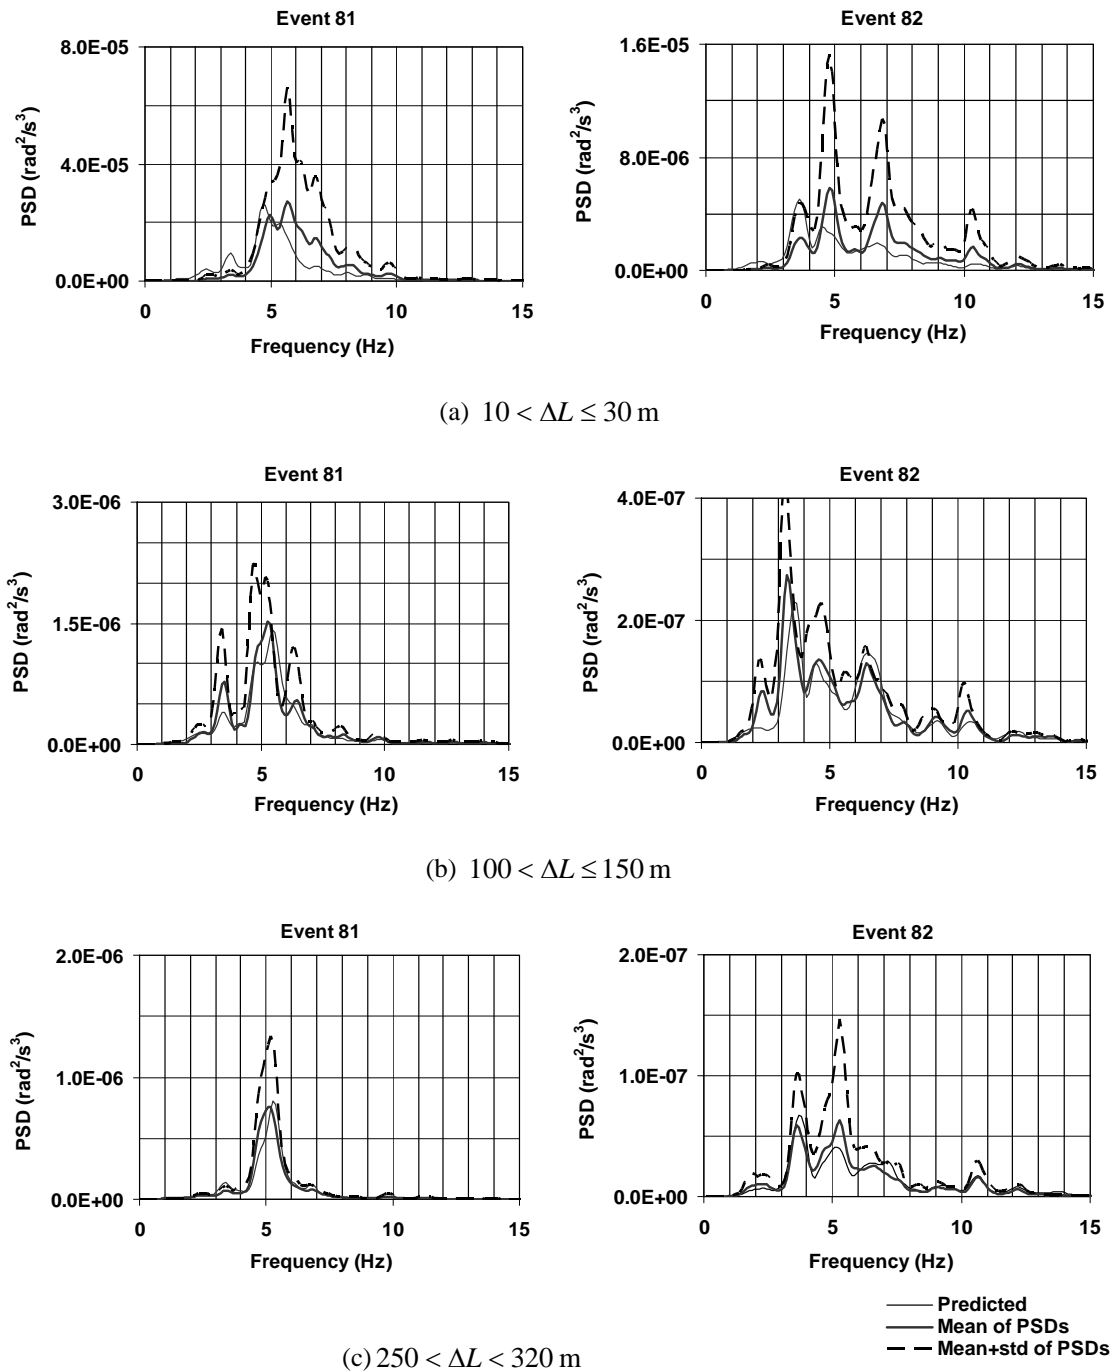 Event 81
8.0E-05
4.0E-05
0.0E+00
PSD (rad²/s³)
0 5 10 15
Frequency (Hz)
Event 82
1.6E-05
8.0E-06
0.0E+00
PSD (rad²/s³)
0 5 10 15
Frequency (Hz)
(a) 10 < ΔL ≤ 30 m
Event 81
3.0E-06
1.5E-06
0.0E+00
PSD (rad²/s³)
0 5 10 15
Frequency (Hz)
Event 82
4.0E-07
2.0E-07
0.0E+00
PSD (rad²/s³)
0 5 10 15
Frequency (Hz)
(b) 100 < ΔL ≤ 150 m
Event 81
2.0E-06
1.0E-06
0.0E+00
PSD (rad²/s³)
0 5 10 15
Frequency (Hz)
Event 82
2.0E-07
1.0E-07
0.0E+00
PSD (rad²/s³)
0 5 10 15
Frequency (Hz)
Predicted
Mean of PSDs
Mean+std of PSDs
(c) 250 < ΔL < 320 m